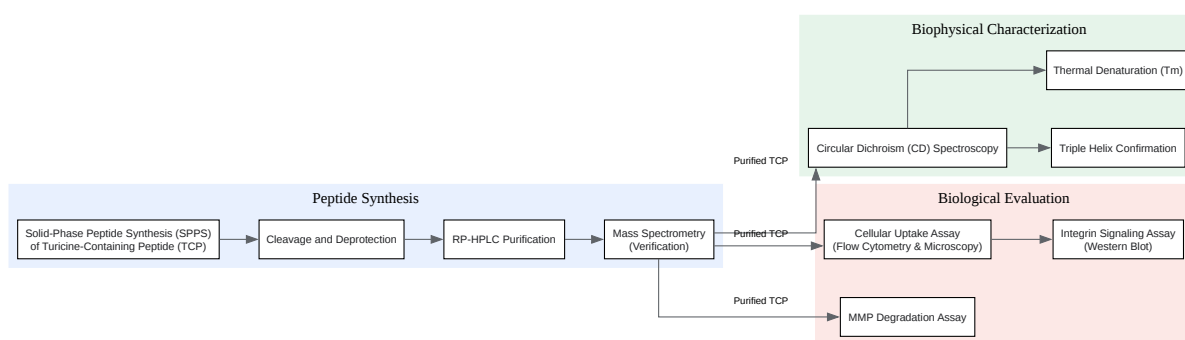 Biophysical Characterization
Thermal Denaturation (Tm)
Circular Dichroism (CD) Spectroscopy
Triple Helix Confirmation
Purified TCP
Peptide Synthesis
Solid-Phase Peptide Synthesis (SPPS)
of Turicine-Containing Peptide (TCP)
Cleavage and Deprotection
RP-HPLC Purification
Mass Spectrometry
(Verification)
Purified TCP
Biological Evaluation
Cellular Uptake Assay
(Flow Cytometry & Microscopy)
Integrin Signaling Assay
(Western Blot)
Purified TCP
MMP Degradation Assay